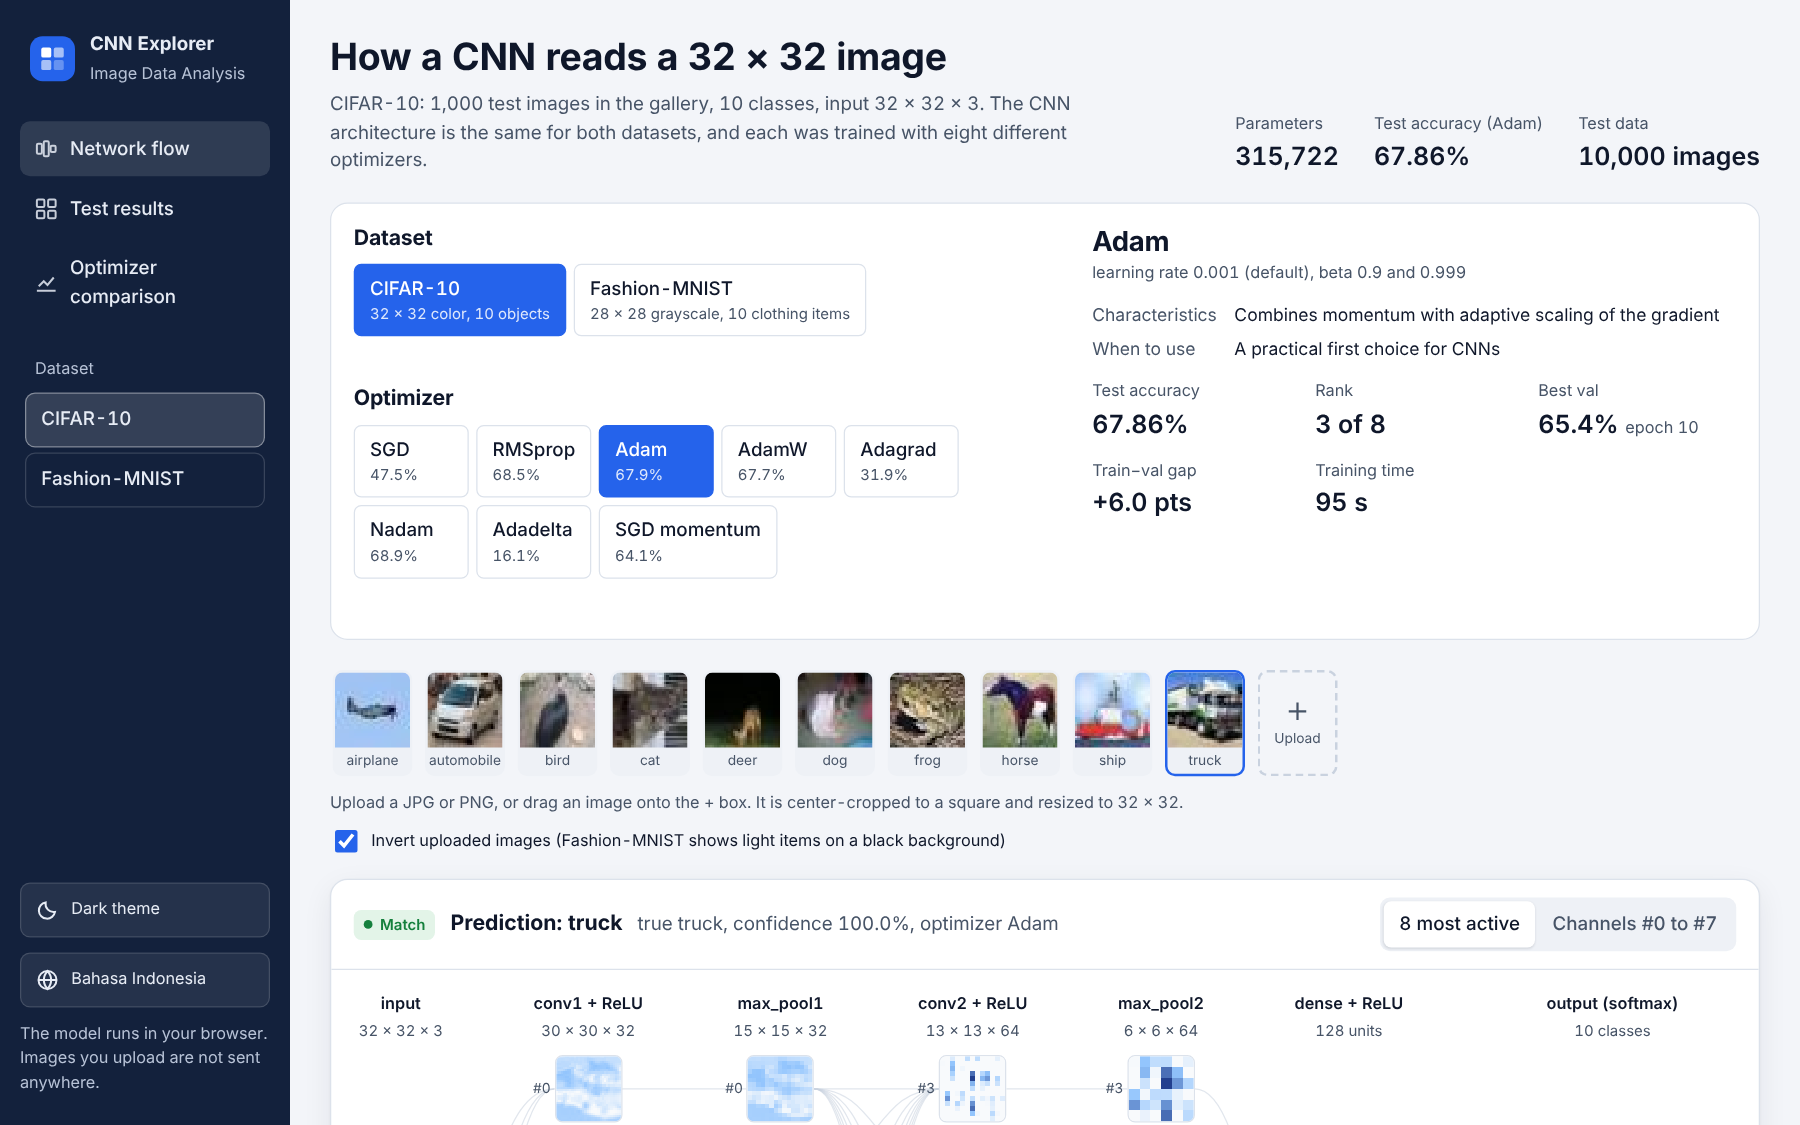 CNN Explorer
Image Data Analysis
Network flow
Test results
Optimizer
comparison
Dataset
CIFAR-10
Fashion-MNIST
Dark theme
Bahasa Indonesia
The model runs in your browser.
Images you upload are not sent
anywhere.
How a CNN reads a 32 × 32 image
CIFAR-10: 1,000 test images in the gallery, 10 classes, input 32 × 32 × 3. The CNN
architecture is the same for both datasets, and each was trained with eight different
optimizers.
Parameters
315,722
Test accuracy (Adam)
67.86%
Test data
10,000 images
Dataset
CIFAR-10
32 × 32 color, 10 objects
Fashion-MNIST
28 × 28 grayscale, 10 clothing items
Optimizer
SGD
47.5%
RMSprop
68.5%
Adam
67.9%
AdamW
67.7%
Adagrad
31.9%
Nadam
68.9%
Adadelta
16.1%
SGD momentum
64.1%
Adam
learning rate 0.001 (default), beta 0.9 and 0.999
Characteristics Combines momentum with adaptive scaling of the gradient
When to use A practical first choice for CNNs
Test accuracy
67.86%
Rank
3 of 8
Best val
65.4% epoch 10
Train–val gap
+6.0 pts
Training time
95 s
airplane
automobile
bird
cat
deer
dog
frog
horse
ship
truck
Upload
Upload a JPG or PNG, or drag an image onto the + box. It is center-cropped to a square and resized to 32 × 32.
Invert uploaded images (Fashion-MNIST shows light items on a black background)
Match
Prediction: truck true truck, confidence 100.0%, optimizer Adam
8 most active
Channels #0 to #7
input
32 × 32 × 3
conv1 + ReLU
30 × 30 × 32
max_pool1
15 × 15 × 32
conv2 + ReLU
13 × 13 × 64
max_pool2
6 × 6 × 64
dense + ReLU
128 units
output (softmax)
10 classes
#0
#0
#3
#3